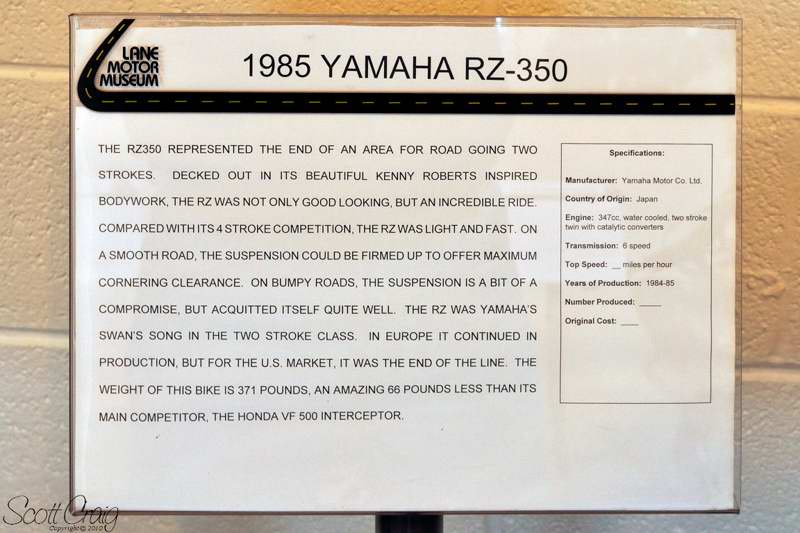 LANE
MOTOR
MUSEUM
1985 YAMAHA RZ-350
THE RZ350 REPRESENTED THE END OF AN AREA FOR ROAD GOING TWO
STROKES. DECKED OUT IN ITS BEAUTIFUL KENNY ROBERTS INSPIRED
BODYWORK, THE RZ WAS NOT ONLY GOOD LOOKING, BUT AN INCREDIBLE RIDE.
COMPARED WITH ITS 4 STROKE COMPETITION, THE RZ WAS LIGHT AND FAST. ON
A SMOOTH ROAD, THE SUSPENSION COULD BE FIRMED UP TO OFFER MAXIMUM
CORNERING CLEARANCE. ON BUMPY ROADS, THE SUSPENSION IS A BIT OF A
COMPROMISE, BUT ACQUITTED ITSELF QUITE WELL. THE RZ WAS YAMAHA'S
SWAN'S SONG IN THE TWO STROKE CLASS. IN EUROPE IT CONTINUED IN
PRODUCTION, BUT FOR THE U.S. MARKET, IT WAS THE END OF THE LINE. THE
WEIGHT OF THIS BIKE IS 371 POUNDS, AN AMAZING 66 POUNDS LESS THAN ITS
MAIN COMPETITOR, THE HONDA VF 500 INTERCEPTOR.
Specifications:
Manufacturer: Yamaha Motor Co. Ltd.
Country of Origin: Japan
Engine: 347cc, water cooled, two stroke
twin with catalytic converters
Transmission: 6 speed
Top Speed: __ miles per hour
Years of Production: 1984-85
Number Produced: _____
Original Cost: ____
Scott Craig
Copyright © 2010